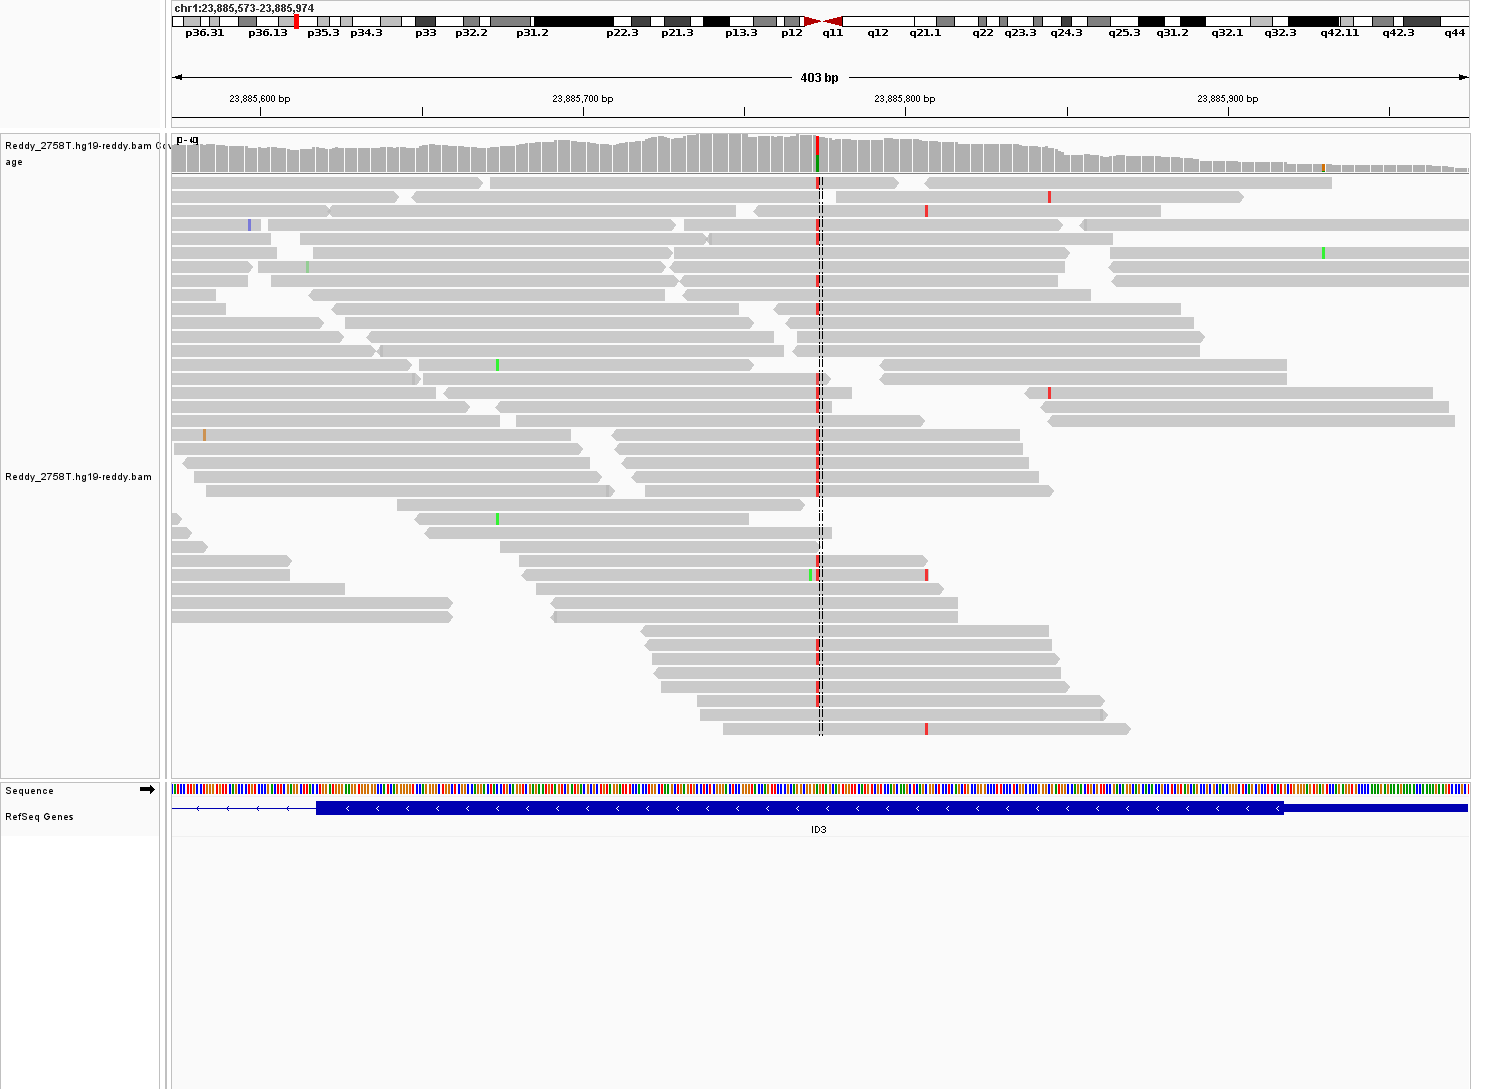 chr1:23,885,573-23,885,974
p36.31 p36.13 p35.3 p34.3 p33 p32.2 p31.2 p22.3 p21.3 p13.3 p12 q11 q12 q21.1 q22 q23.3 q24.3 q25.3 q31.2 q32.1 q32.3 q42.11 q42.3 q44
403 bp
23,885,600 bp 23,885,700 bp 23,885,800 bp 23,885,900 bp
Reddy_2758T.hg19-reddy.bam Cov
age
Reddy_2758T.hg19-reddy.bam
Sequence
RefSeq Genes
ID3